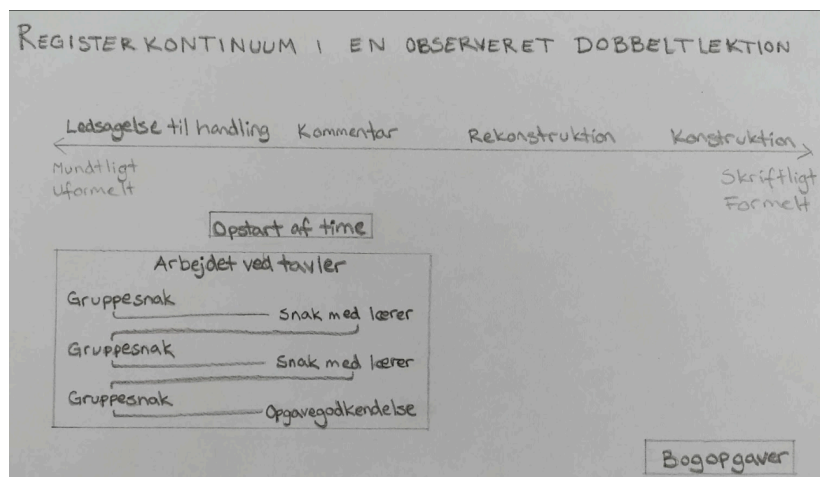 REGISTERKONTINUUM I EN OBSERVERET DOBBELTLEKTION
Ledsagelse til handling Kommentar Rekonstruktion Konstruktion
Mundtligt
Uformelt
Skriftligt
Formelt
Opstart af time
Arbejdet ved tavler
Gruppesnak
Snak med lærer
Gruppesnak
Snak med lærer
Gruppesnak
Opgavegodkendelse
Bogopgaver